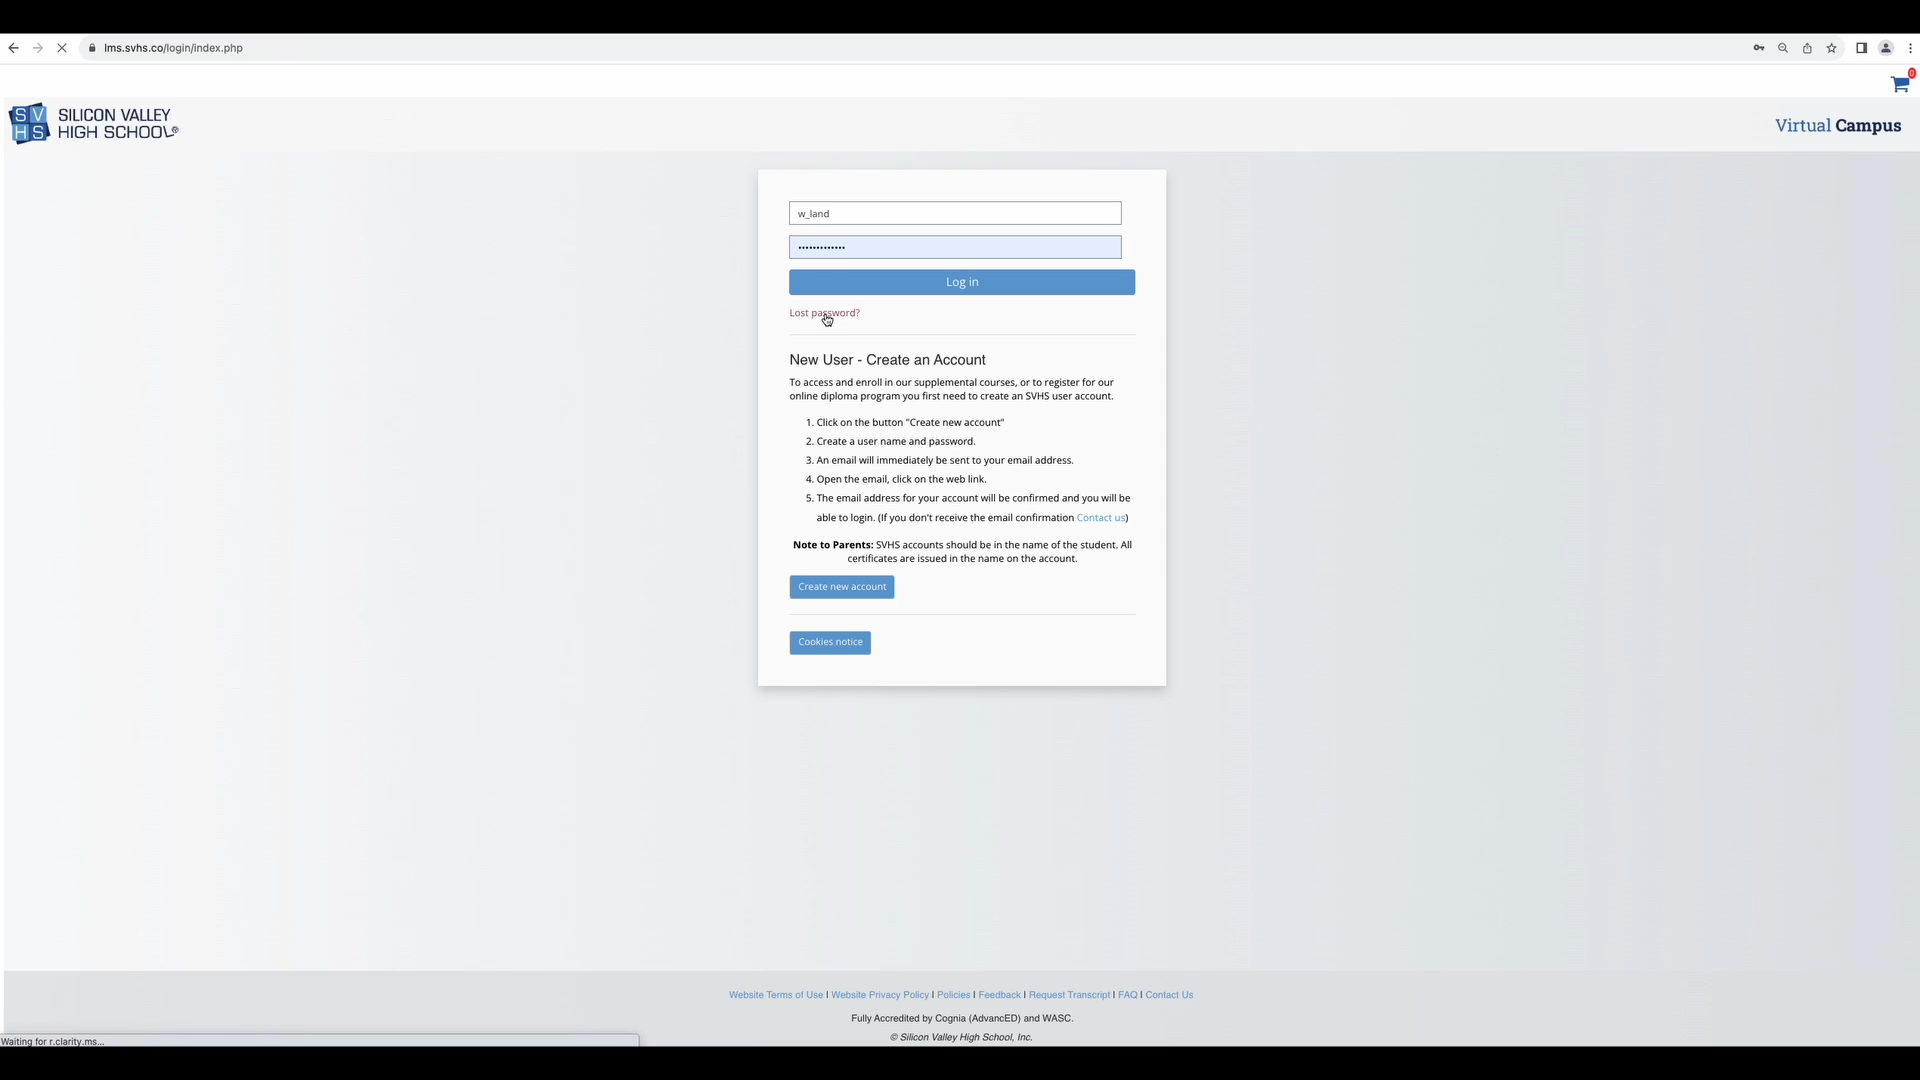 lms.svhs.co/login/index.php
0
SV
HS
SILICON VALLEY
HIGH SCHOOL®
Virtual Campus
w_land
•••••••••••••
Log in
Lost password?
New User - Create an Account
To access and enroll in our supplemental courses, or to register for our
online diploma program you first need to create an SVHS user account.
1. Click on the button "Create new account"
2. Create a user name and password.
3. An email will immediately be sent to your email address.
4. Open the email, click on the web link.
5. The email address for your account will be confirmed and you will be
able to login. (If you don't receive the email confirmation Contact us)
Note to Parents: SVHS accounts should be in the name of the student. All
certificates are issued in the name on the account.
Create new account
Cookies notice
Website Terms of Use I Website Privacy Policy I Policies I Feedback I Request Transcript I FAQ I Contact Us
Fully Accredited by Cognia (AdvancED) and WASC.
© Silicon Valley High School, Inc.
Waiting for r.clarity.ms...